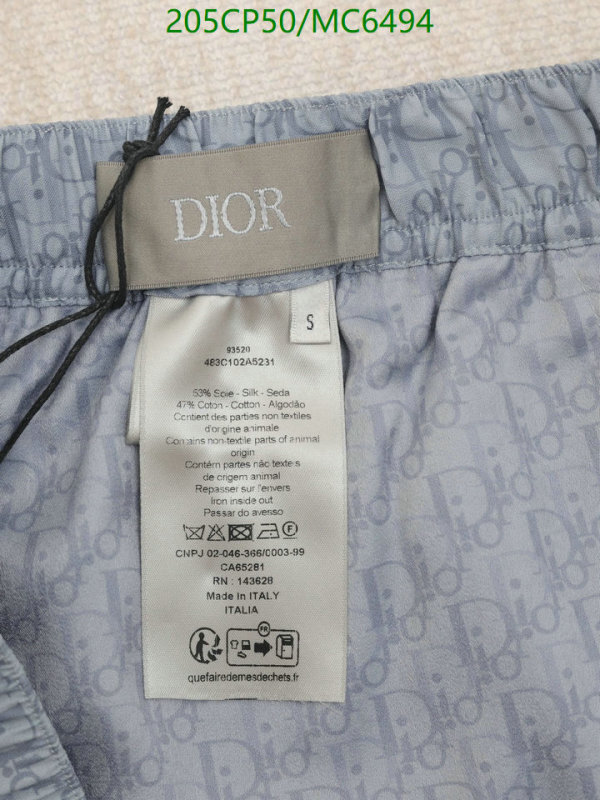 205CP50/MC6494
DIOR
S
93520
483C102A5231
53% Soie - Silk - Seda
47% Coton - Cotton - Algodão
Contient des parties non textiles
d'origine animale
Contains non-textile parts of animal
origin
Contém partes não texteis
de origem animal
Repasser sur l'envers
Iron inside out
Passar do avesso
CNPJ 02-046-366/0003-99
CA65281
RN : 143628
Made in ITALY
ITALIA
FR
quefairedemesdechets.fr